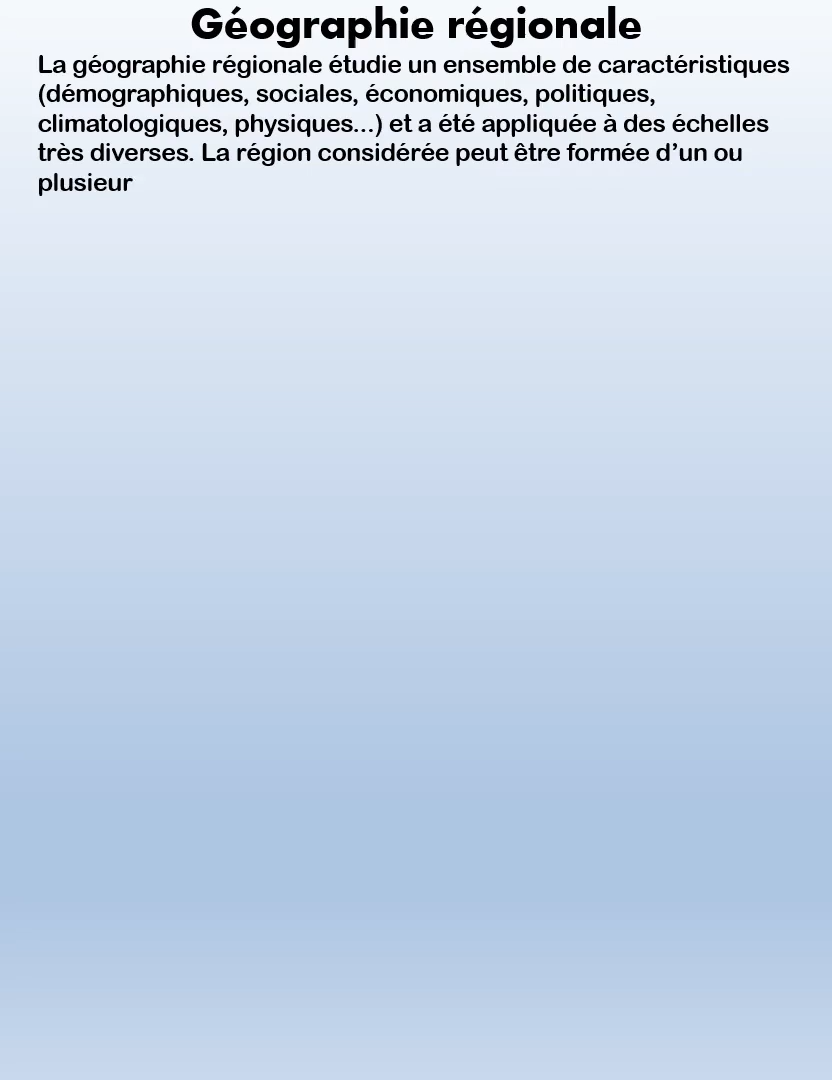 Géographie régionale
La géographie régionale étudie un ensemble de caractéristiques
(démographiques, sociales, économiques, politiques,
climatologiques, physiques...) et a été appliquée à des échelles
très diverses. La région considérée peut être formée d’un ou
plusieur